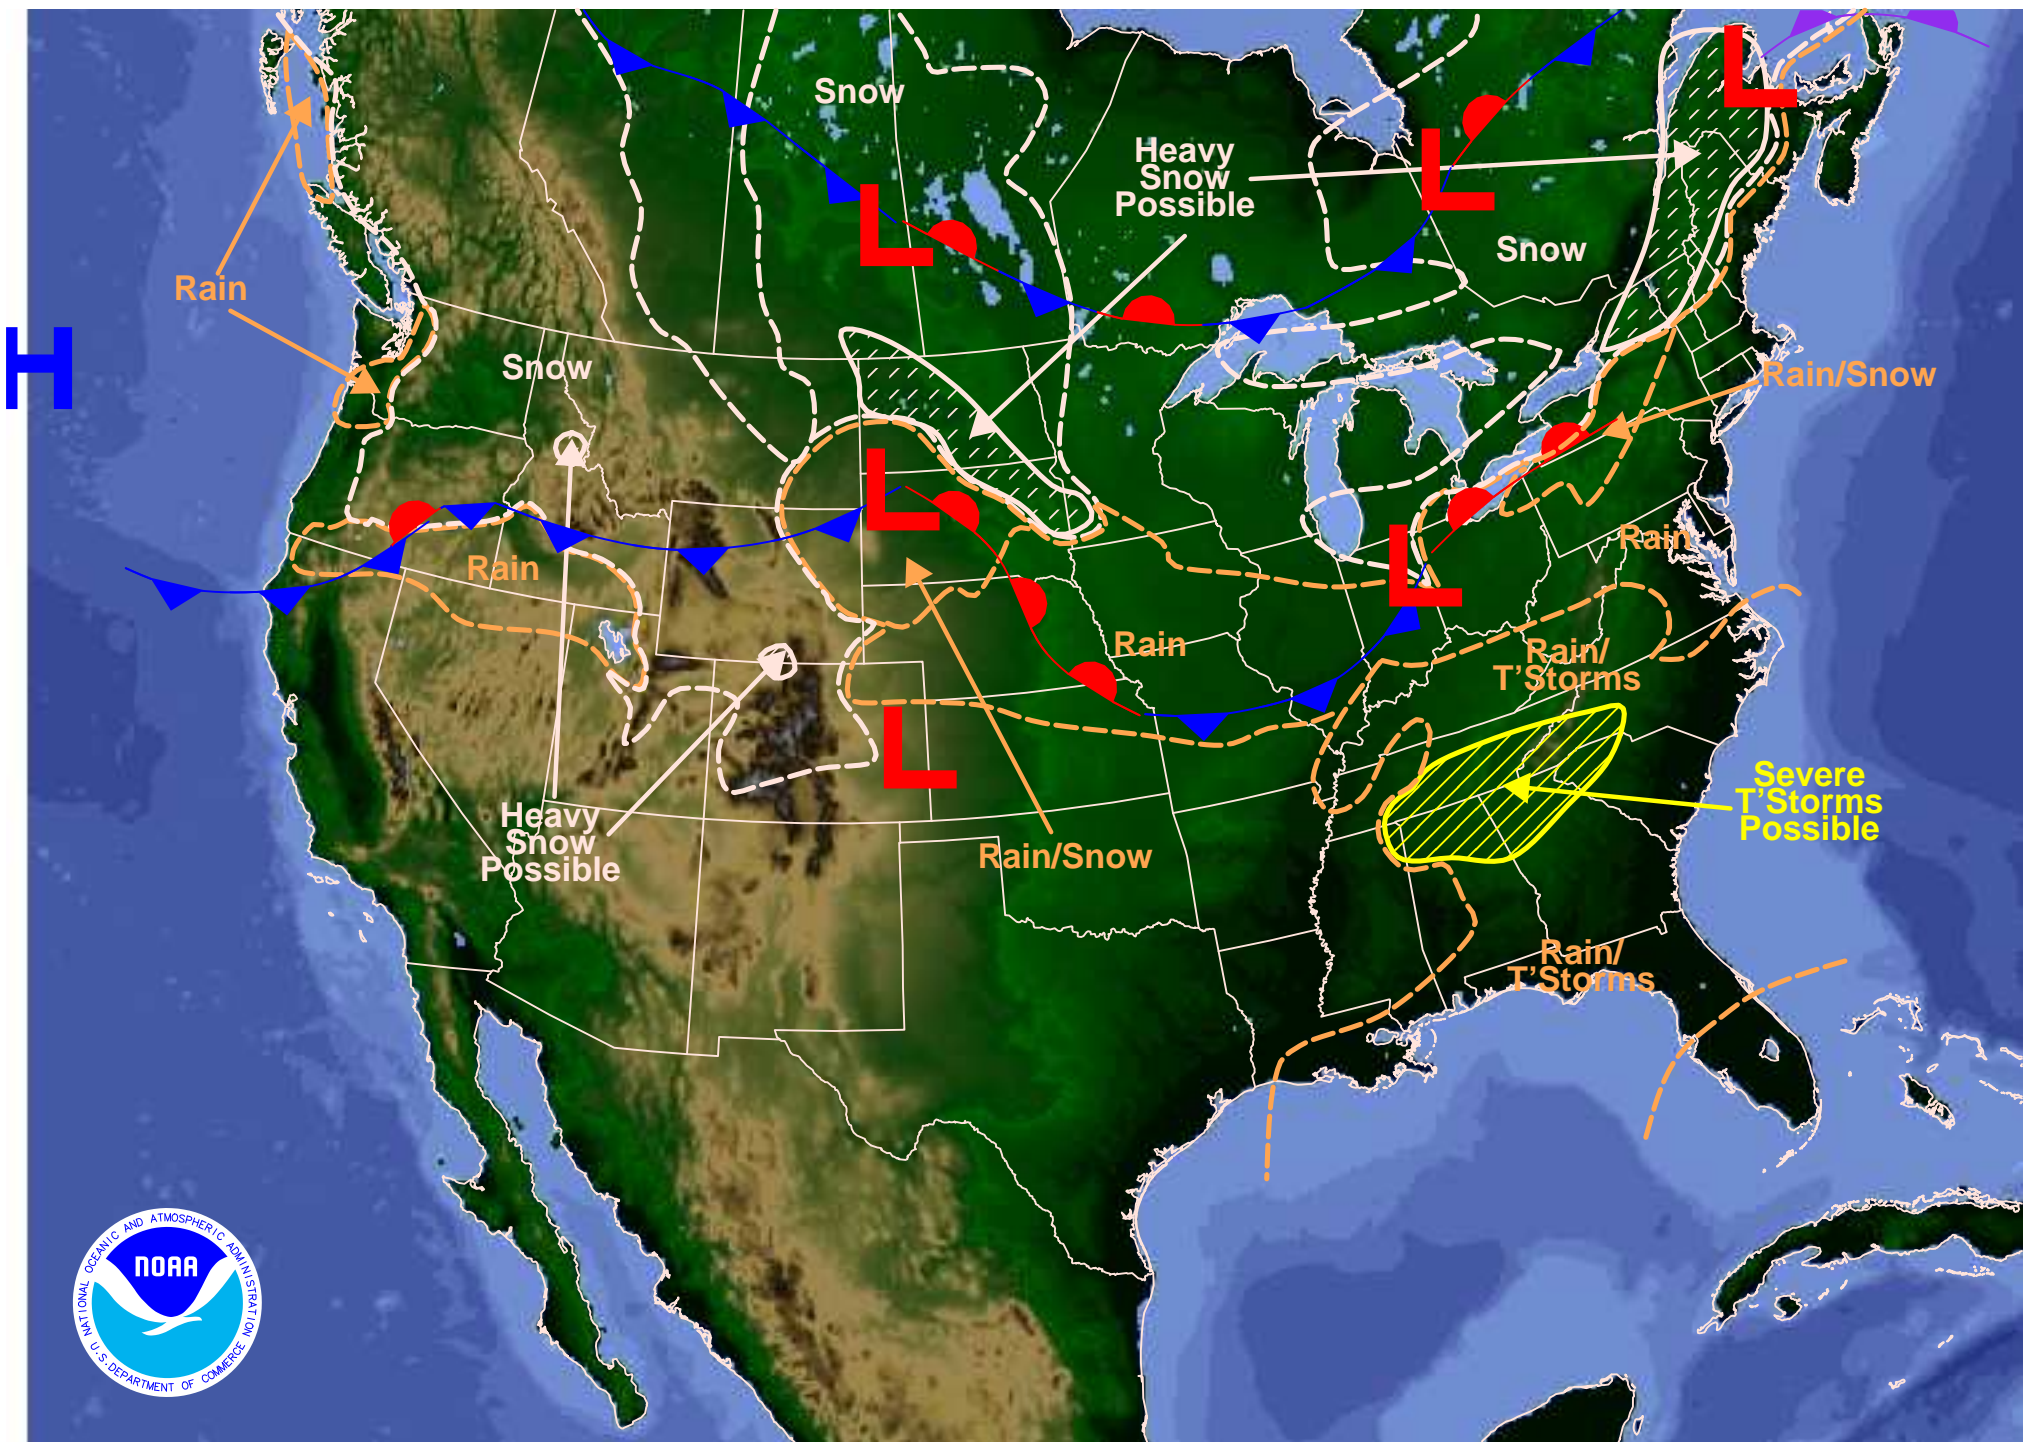 Snow
Heavy
Snow
Possible
L
L
L
Snow
Rain
H
Snow
Rain/Snow
L
L
Rain
Rain
Rain
Rain/
T'Storms
L
Severe
T'Storms
Possible
Heavy
Snow
Possible
Rain/Snow
Rain/
T'Storms
NATIONAL OCEANIC AND ATMOSPHERIC ADMINISTRATION
NOAA
U.S. DEPARTMENT OF COMMERCE